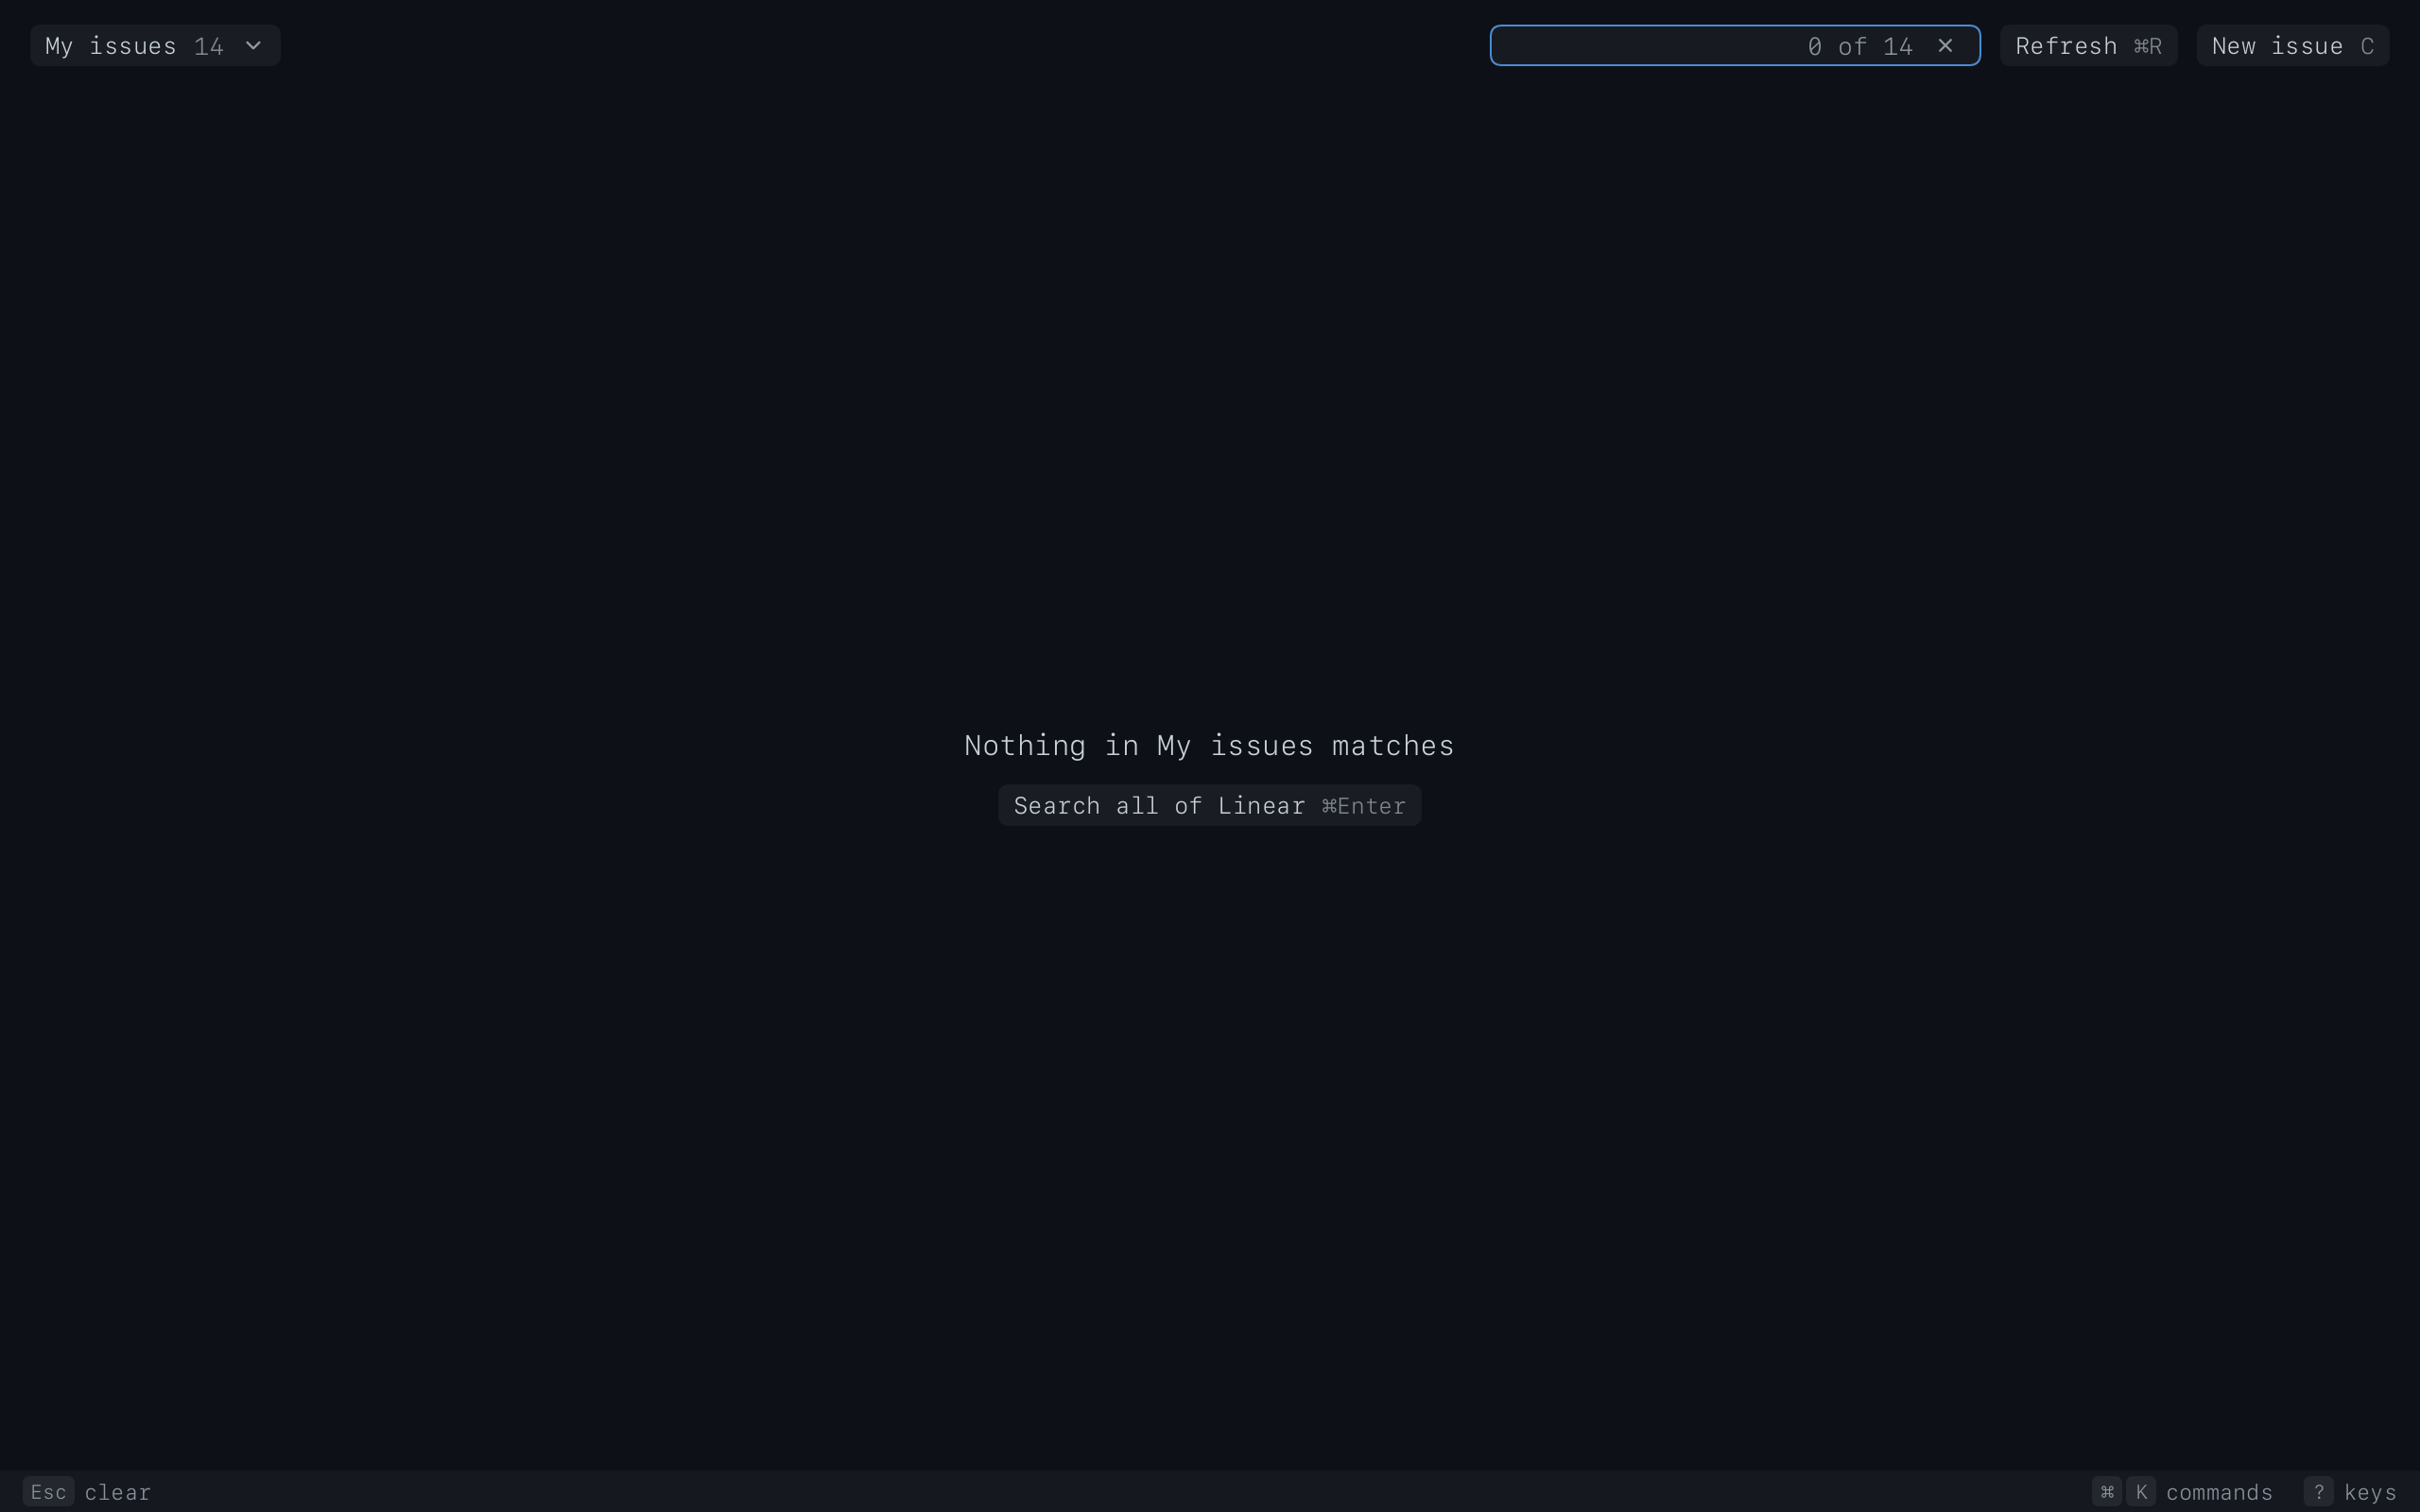 My issues 14
0 of 14 ×
Refresh ⌘R
New issue C
Nothing in My issues matches
Search all of Linear ⌘Enter
Esc clear
⌘ K commands
? keys